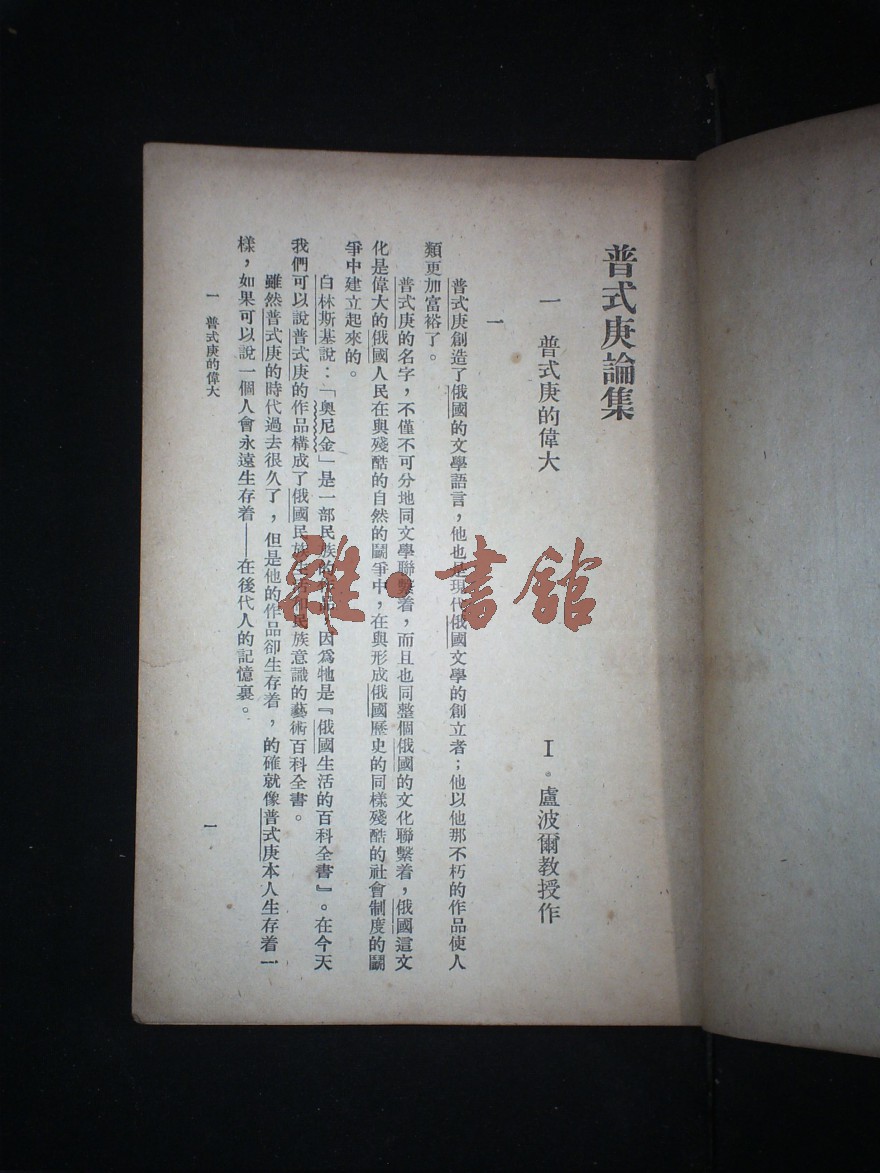 普式庚論集
一 普式庚的偉大
I. 盧波爾教授作
一
普式庚創造了俄國的文學語言，他也是現代俄國文學的創立者；他以他那不朽的作品使人
類更加富裕了。
普式庚的名字，不僅不可分地同文學聯繫着，而且也同整個俄國的文化聯繫着，俄國這文
化是偉大的俄國人民在與殘酷的自然的鬭爭中，在與形成俄國歷史的同樣殘酷的社會制度的鬭
爭中建立起來的。
白林斯基說：「奧尼金」是一部民族的作品，因爲牠是『俄國生活的百科全書』。在今天
我們可以說普式庚的作品構成了俄國民族生活和民族意識的藝術百科全書。
雖然普式庚的時代過去很久了，但是他的作品卻生存着，的確就像普式庚本人生存着一
樣，如果可以說一個人會永遠生存着——在後代人的記憶裏。
一 普式庚的偉大
一
雜·書館